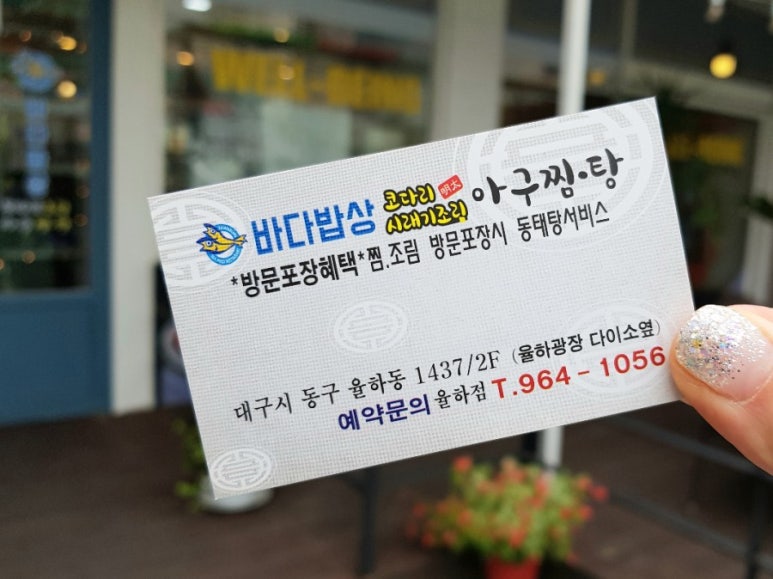 WELL-BEING
바다밥상 코다리 明太 아구찜·탕
시래기조림
*방문포장혜택*찜.조림 방문포장시 동태탕서비스
대구시 동구 율하동 1437/2F (율하광장 다이소옆)
예약문의 율하점 T.964-1056